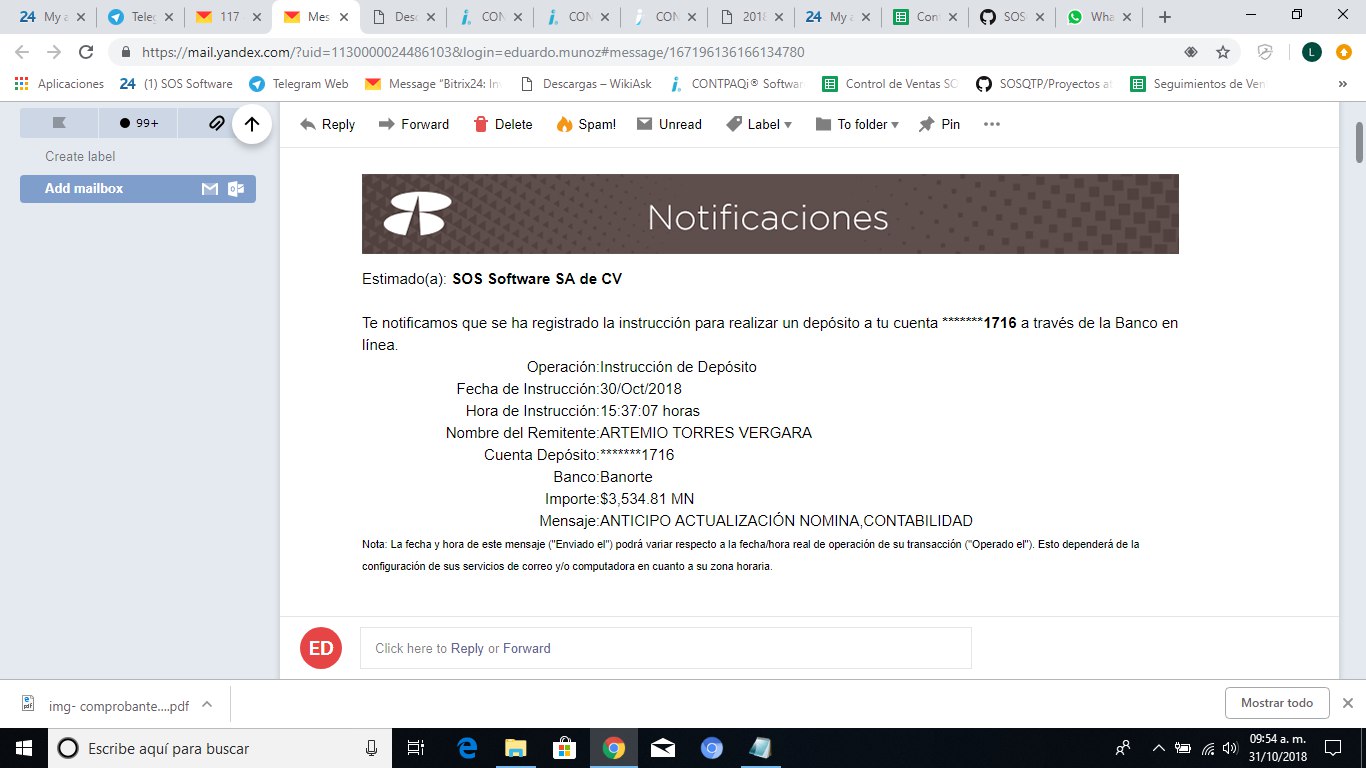 24 My a
Teleg
117
Mes
Desc
CON
CON
CON
2018
24 My a
Con
SOS
Wha
https://mail.yandex.com/?uid=1130000024486103&login=eduardo.munoz#message/167196136166134780
L
Aplicaciones
24 (1) SOS Software
Telegram Web
Message "Bitrix24: In
Descargas – WikiAsk
CONTPAQi® Softwar
Control de Ventas SO
SOSQTP/Proyectos at
Seguimientos de Ven
»
99+
Create label
Add mailbox
Reply
Forward
Delete
Spam!
Unread
Label
To folder
Pin
Notificaciones
Estimado(a): SOS Software SA de CV
Te notificamos que se ha registrado la instrucción para realizar un depósito a tu cuenta *******1716 a través de la Banco en
línea.
Operación:Instrucción de Depósito
Fecha de Instrucción:30/Oct/2018
Hora de Instrucción:15:37:07 horas
Nombre del Remitente:ARTEMIO TORRES VERGARA
Cuenta Depósito:*******1716
Banco:Banorte
Importe:$3,534.81 MN
Mensaje:ANTICIPO ACTUALIZACIÓN NOMINA,CONTABILIDAD
Nota: La fecha y hora de este mensaje ("Enviado el") podrá variar respecto a la fecha/hora real de operación de su transacción ("Operado el"). Esto dependerá de la
configuración de sus servicios de correo y/o computadora en cuanto a su zona horaria.
ED
Click here to Reply or Forward
img- comprobante....pdf
Mostrar todo
Escribe aquí para buscar
09:54 a. m.
31/10/2018